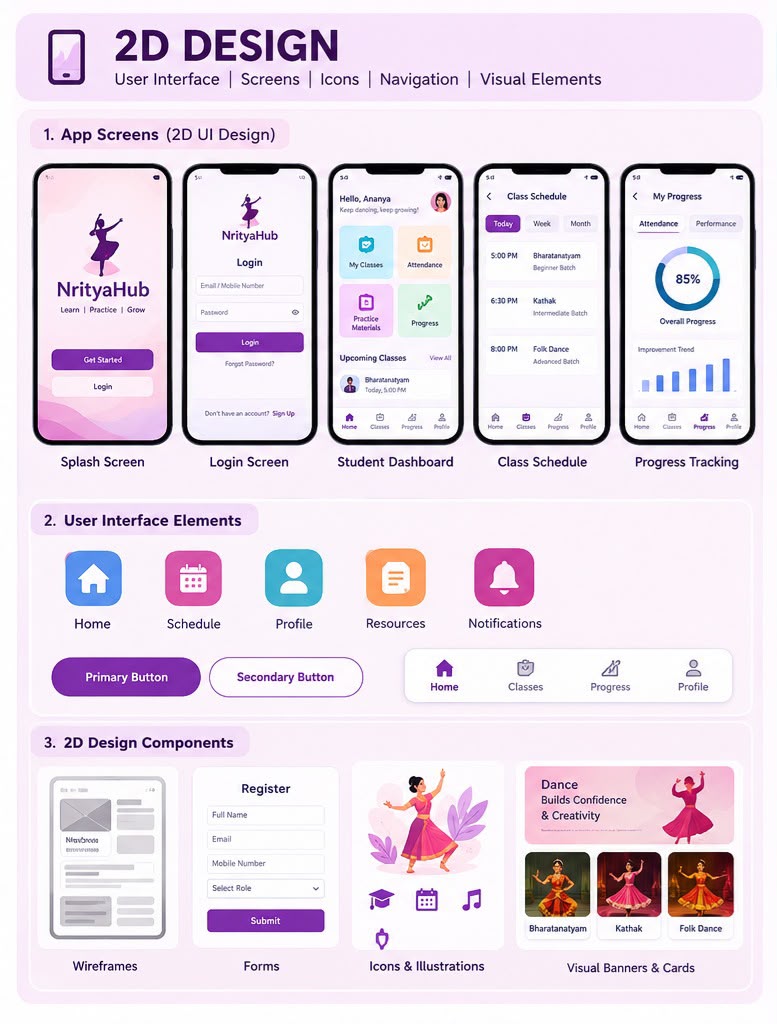 2D DESIGN
User Interface | Screens | Icons | Navigation | Visual Elements
1. App Screens (2D UI Design)
NrityaHub
Learn | Practice | Grow
Get Started
Login
Splash Screen
NrityaHub
Login
Email / Mobile Number
Password
Login
Forgot Password?
Don't have an account? Sign Up
Login Screen
Hello, Ananya
Keep dancing, keep growing!
My Classes
Attendance
Practice
Materials
Progress
Upcoming Classes View All
Bharatanatyam
Today, 5:00 PM
Home Classes Progress Profile
Student Dashboard
Class Schedule
Today Week Month
5:00 PM Bharatanatyam
Beginner Batch
6:30 PM Kathak
Intermediate Batch
8:00 PM Folk Dance
Advanced Batch
Home Classes Progress Profile
Class Schedule
My Progress
Attendance Performance
85%
Overall Progress
Improvement Trend
Home Classes Progress Profile
Progress Tracking
2. User Interface Elements
Home Schedule Profile Resources Notifications
Primary Button Secondary Button
Home Classes Progress Profile
3. 2D Design Components
Wireframes
Register
Full Name
Email
Mobile Number
Select Role
Submit
Forms
Icons & Illustrations
Dance
Builds Confidence
& Creativity
Bharatanatyam Kathak Folk Dance
Visual Banners & Cards